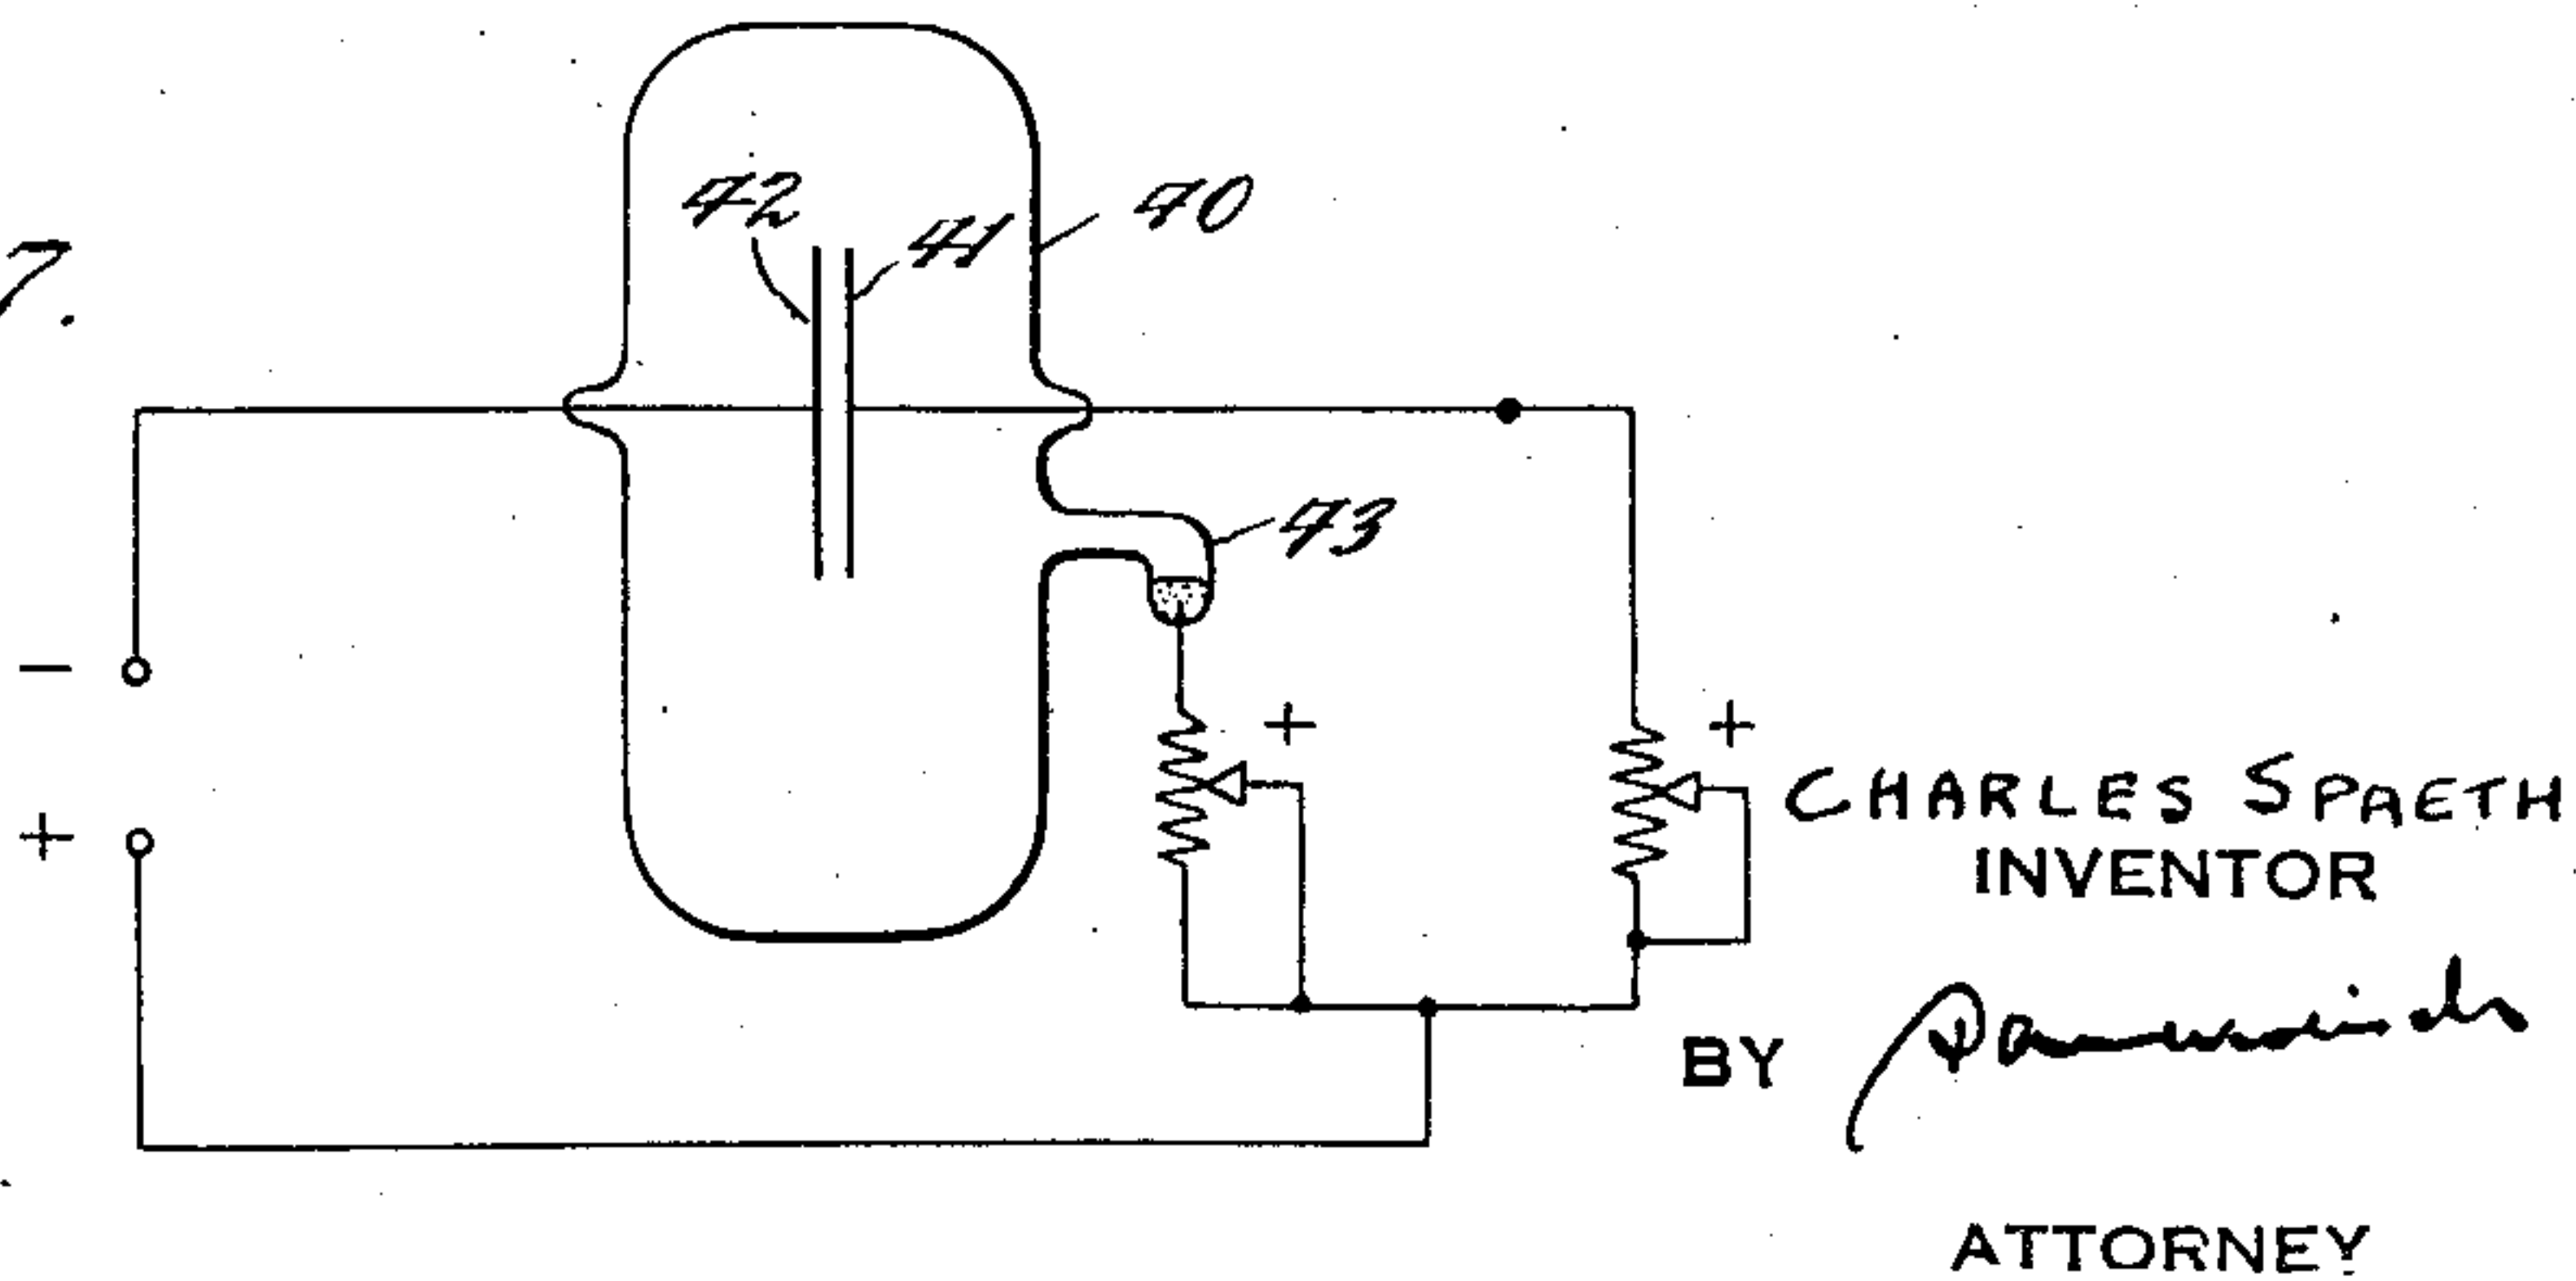 7.
42
41
40
43
−
+
+
+
CHARLES SPAETH
INVENTOR
BY
ATTORNEY